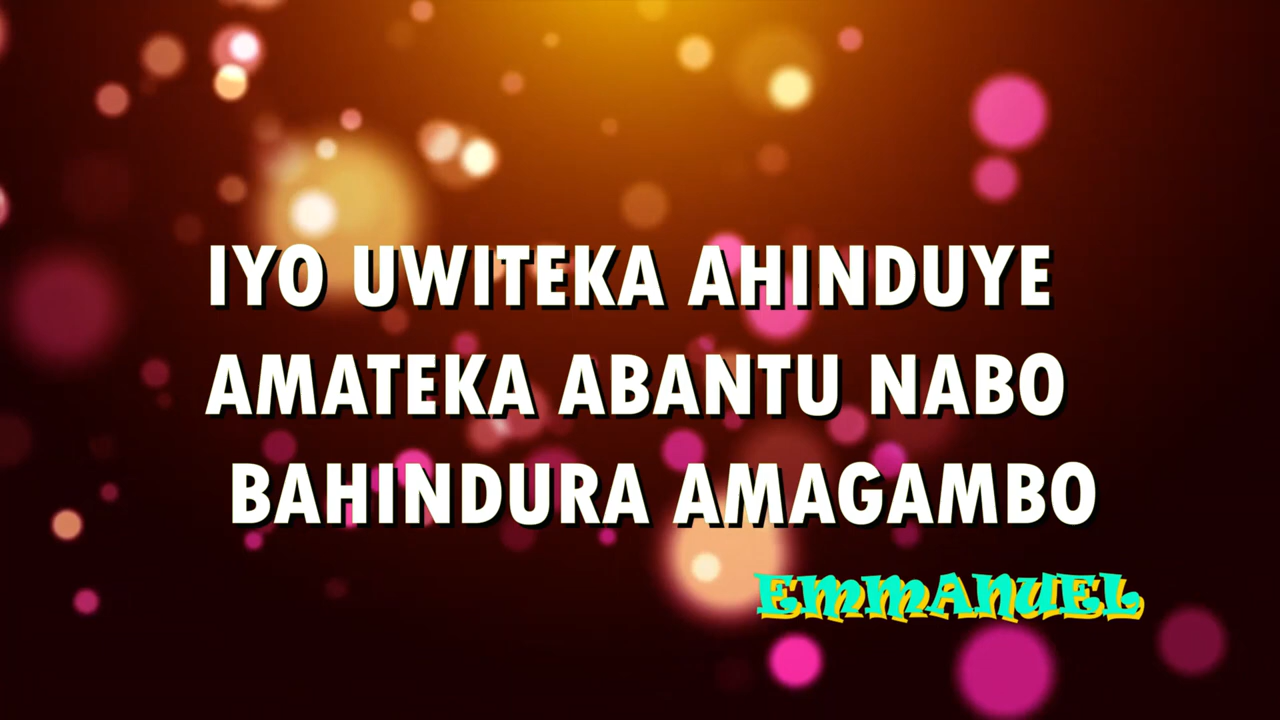 IYO UWITEKA AHINDUYE
AMATEKA ABANTU NABO
BAHINDURA AMAGAMBO
EMMANUEL